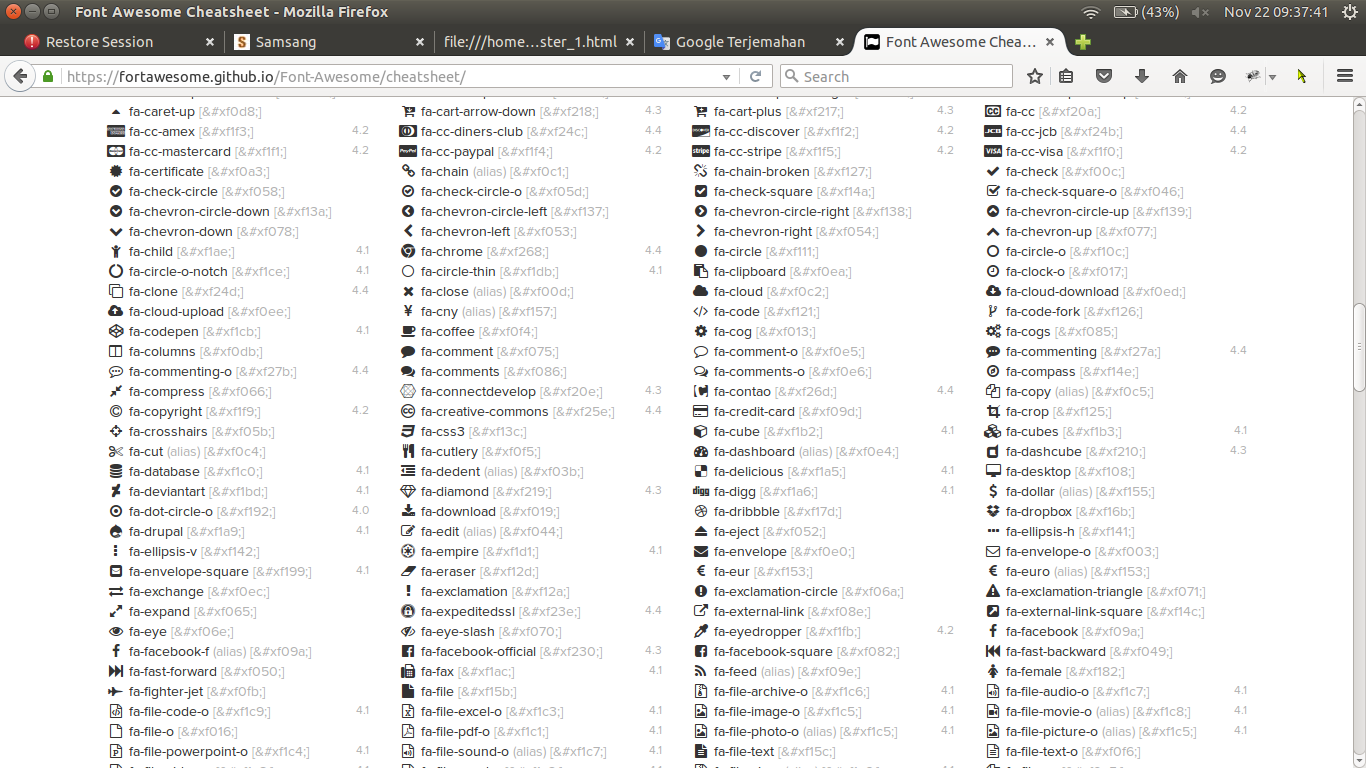 Font Awesome Cheatsheet - Mozilla Firefox (43%) Nov 22 09:37:41
Restore Session Samsang file:///home...ster_1.html Google Terjemahan Font Awesome Chea...
https://fortawesome.github.io/Font-Awesome/cheatsheet/ Search
fa-caret-up [&#xf0d8;] fa-cart-arrow-down [&#xf218;] 4.3 fa-cart-plus [&#xf217;] 4.3 fa-cc [&#xf20a;] 4.2
fa-cc-amex [&#xf1f3;] 4.2 fa-cc-diners-club [&#xf24c;] 4.4 fa-cc-discover [&#xf1f2;] 4.2 fa-cc-jcb [&#xf24b;] 4.4
fa-cc-mastercard [&#xf1f1;] 4.2 fa-cc-paypal [&#xf1f4;] 4.2 fa-cc-stripe [&#xf1f5;] 4.2 fa-cc-visa [&#xf1f0;] 4.2
fa-certificate [&#xf0a3;] fa-chain (alias) [&#xf0c1;] fa-chain-broken [&#xf127;] fa-check [&#xf00c;]
fa-check-circle [&#xf058;] fa-check-circle-o [&#xf05d;] fa-check-square [&#xf14a;] fa-check-square-o [&#xf046;]
fa-chevron-circle-down [&#xf13a;] fa-chevron-circle-left [&#xf137;] fa-chevron-circle-right [&#xf138;] fa-chevron-circle-up [&#xf139;]
fa-chevron-down [&#xf078;] fa-chevron-left [&#xf053;] fa-chevron-right [&#xf054;] fa-chevron-up [&#xf077;]
fa-child [&#xf1ae;] 4.1 fa-chrome [&#xf268;] 4.4 fa-circle [&#xf111;] fa-circle-o [&#xf10c;]
fa-circle-o-notch [&#xf1ce;] 4.1 fa-circle-thin [&#xf1db;] 4.1 fa-clipboard [&#xf0ea;] fa-clock-o [&#xf017;]
fa-clone [&#xf24d;] 4.4 fa-close (alias) [&#xf00d;] fa-cloud [&#xf0c2;] fa-cloud-download [&#xf0ed;]
fa-cloud-upload [&#xf0ee;] fa-cny (alias) [&#xf157;] fa-code [&#xf121;] fa-code-fork [&#xf126;]
fa-codepen [&#xf1cb;] 4.1 fa-coffee [&#xf0f4;] fa-cog [&#xf013;] fa-cogs [&#xf085;]
fa-columns [&#xf0db;] fa-comment [&#xf075;] fa-comment-o [&#xf0e5;] fa-commenting [&#xf27a;] 4.4
fa-commenting-o [&#xf27b;] 4.4 fa-comments [&#xf086;] fa-comments-o [&#xf0e6;] fa-compass [&#xf14e;]
fa-compress [&#xf066;] fa-connectdevelop [&#xf20e;] 4.3 fa-contao [&#xf26d;] 4.4 fa-copy (alias) [&#xf0c5;]
fa-copyright [&#xf1f9;] 4.2 fa-creative-commons [&#xf25e;] 4.4 fa-credit-card [&#xf09d;] fa-crop [&#xf125;]
fa-crosshairs [&#xf05b;] fa-css3 [&#xf13c;] fa-cube [&#xf1b2;] 4.1 fa-cubes [&#xf1b3;] 4.1
fa-cut (alias) [&#xf0c4;] fa-cutlery [&#xf0f5;] fa-dashboard (alias) [&#xf0e4;] fa-dashcube [&#xf210;] 4.3
fa-database [&#xf1c0;] 4.1 fa-dedent (alias) [&#xf03b;] fa-delicious [&#xf1a5;] 4.1 fa-desktop [&#xf108;]
fa-deviantart [&#xf1bd;] 4.1 fa-diamond [&#xf219;] 4.3 fa-digg [&#xf1a6;] 4.1 fa-dollar (alias) [&#xf155;]
fa-dot-circle-o [&#xf192;] 4.0 fa-download [&#xf019;] fa-dribbble [&#xf17d;] fa-dropbox [&#xf16b;]
fa-drupal [&#xf1a9;] 4.1 fa-edit (alias) [&#xf044;] fa-eject [&#xf052;] fa-ellipsis-h [&#xf141;]
fa-ellipsis-v [&#xf142;] fa-empire [&#xf1d1;] 4.1 fa-envelope [&#xf0e0;] fa-envelope-o [&#xf003;]
fa-envelope-square [&#xf199;] 4.1 fa-eraser [&#xf12d;] fa-eur [&#xf153;] fa-euro (alias) [&#xf153;]
fa-exchange [&#xf0ec;] fa-exclamation [&#xf12a;] fa-exclamation-circle [&#xf06a;] fa-exclamation-triangle [&#xf071;]
fa-expand [&#xf065;] fa-expeditedssl [&#xf23e;] 4.4 fa-external-link [&#xf08e;] fa-external-link-square [&#xf14c;]
fa-eye [&#xf06e;] fa-eye-slash [&#xf070;] fa-eyedropper [&#xf1fb;] 4.2 fa-facebook [&#xf09a;]
fa-facebook-f (alias) [&#xf09a;] fa-facebook-official [&#xf230;] 4.3 fa-facebook-square [&#xf082;] fa-fast-backward [&#xf049;]
fa-fast-forward [&#xf050;] fa-fax [&#xf1ac;] 4.1 fa-feed (alias) [&#xf09e;] fa-female [&#xf182;]
fa-fighter-jet [&#xf0fb;] fa-file [&#xf15b;] fa-file-archive-o [&#xf1c6;] 4.1 fa-file-audio-o [&#xf1c7;] 4.1
fa-file-code-o [&#xf1c9;] 4.1 fa-file-excel-o [&#xf1c3;] 4.1 fa-file-image-o [&#xf1c5;] 4.1 fa-file-movie-o (alias) [&#xf1c8;] 4.1
fa-file-o [&#xf016;] fa-file-pdf-o [&#xf1c1;] 4.1 fa-file-photo-o (alias) [&#xf1c5;] 4.1 fa-file-picture-o (alias) [&#xf1c5;] 4.1
fa-file-powerpoint-o [&#xf1c4;] 4.1 fa-file-sound-o (alias) [&#xf1c7;] 4.1 fa-file-text [&#xf15c;] fa-file-text-o [&#xf0f6;]